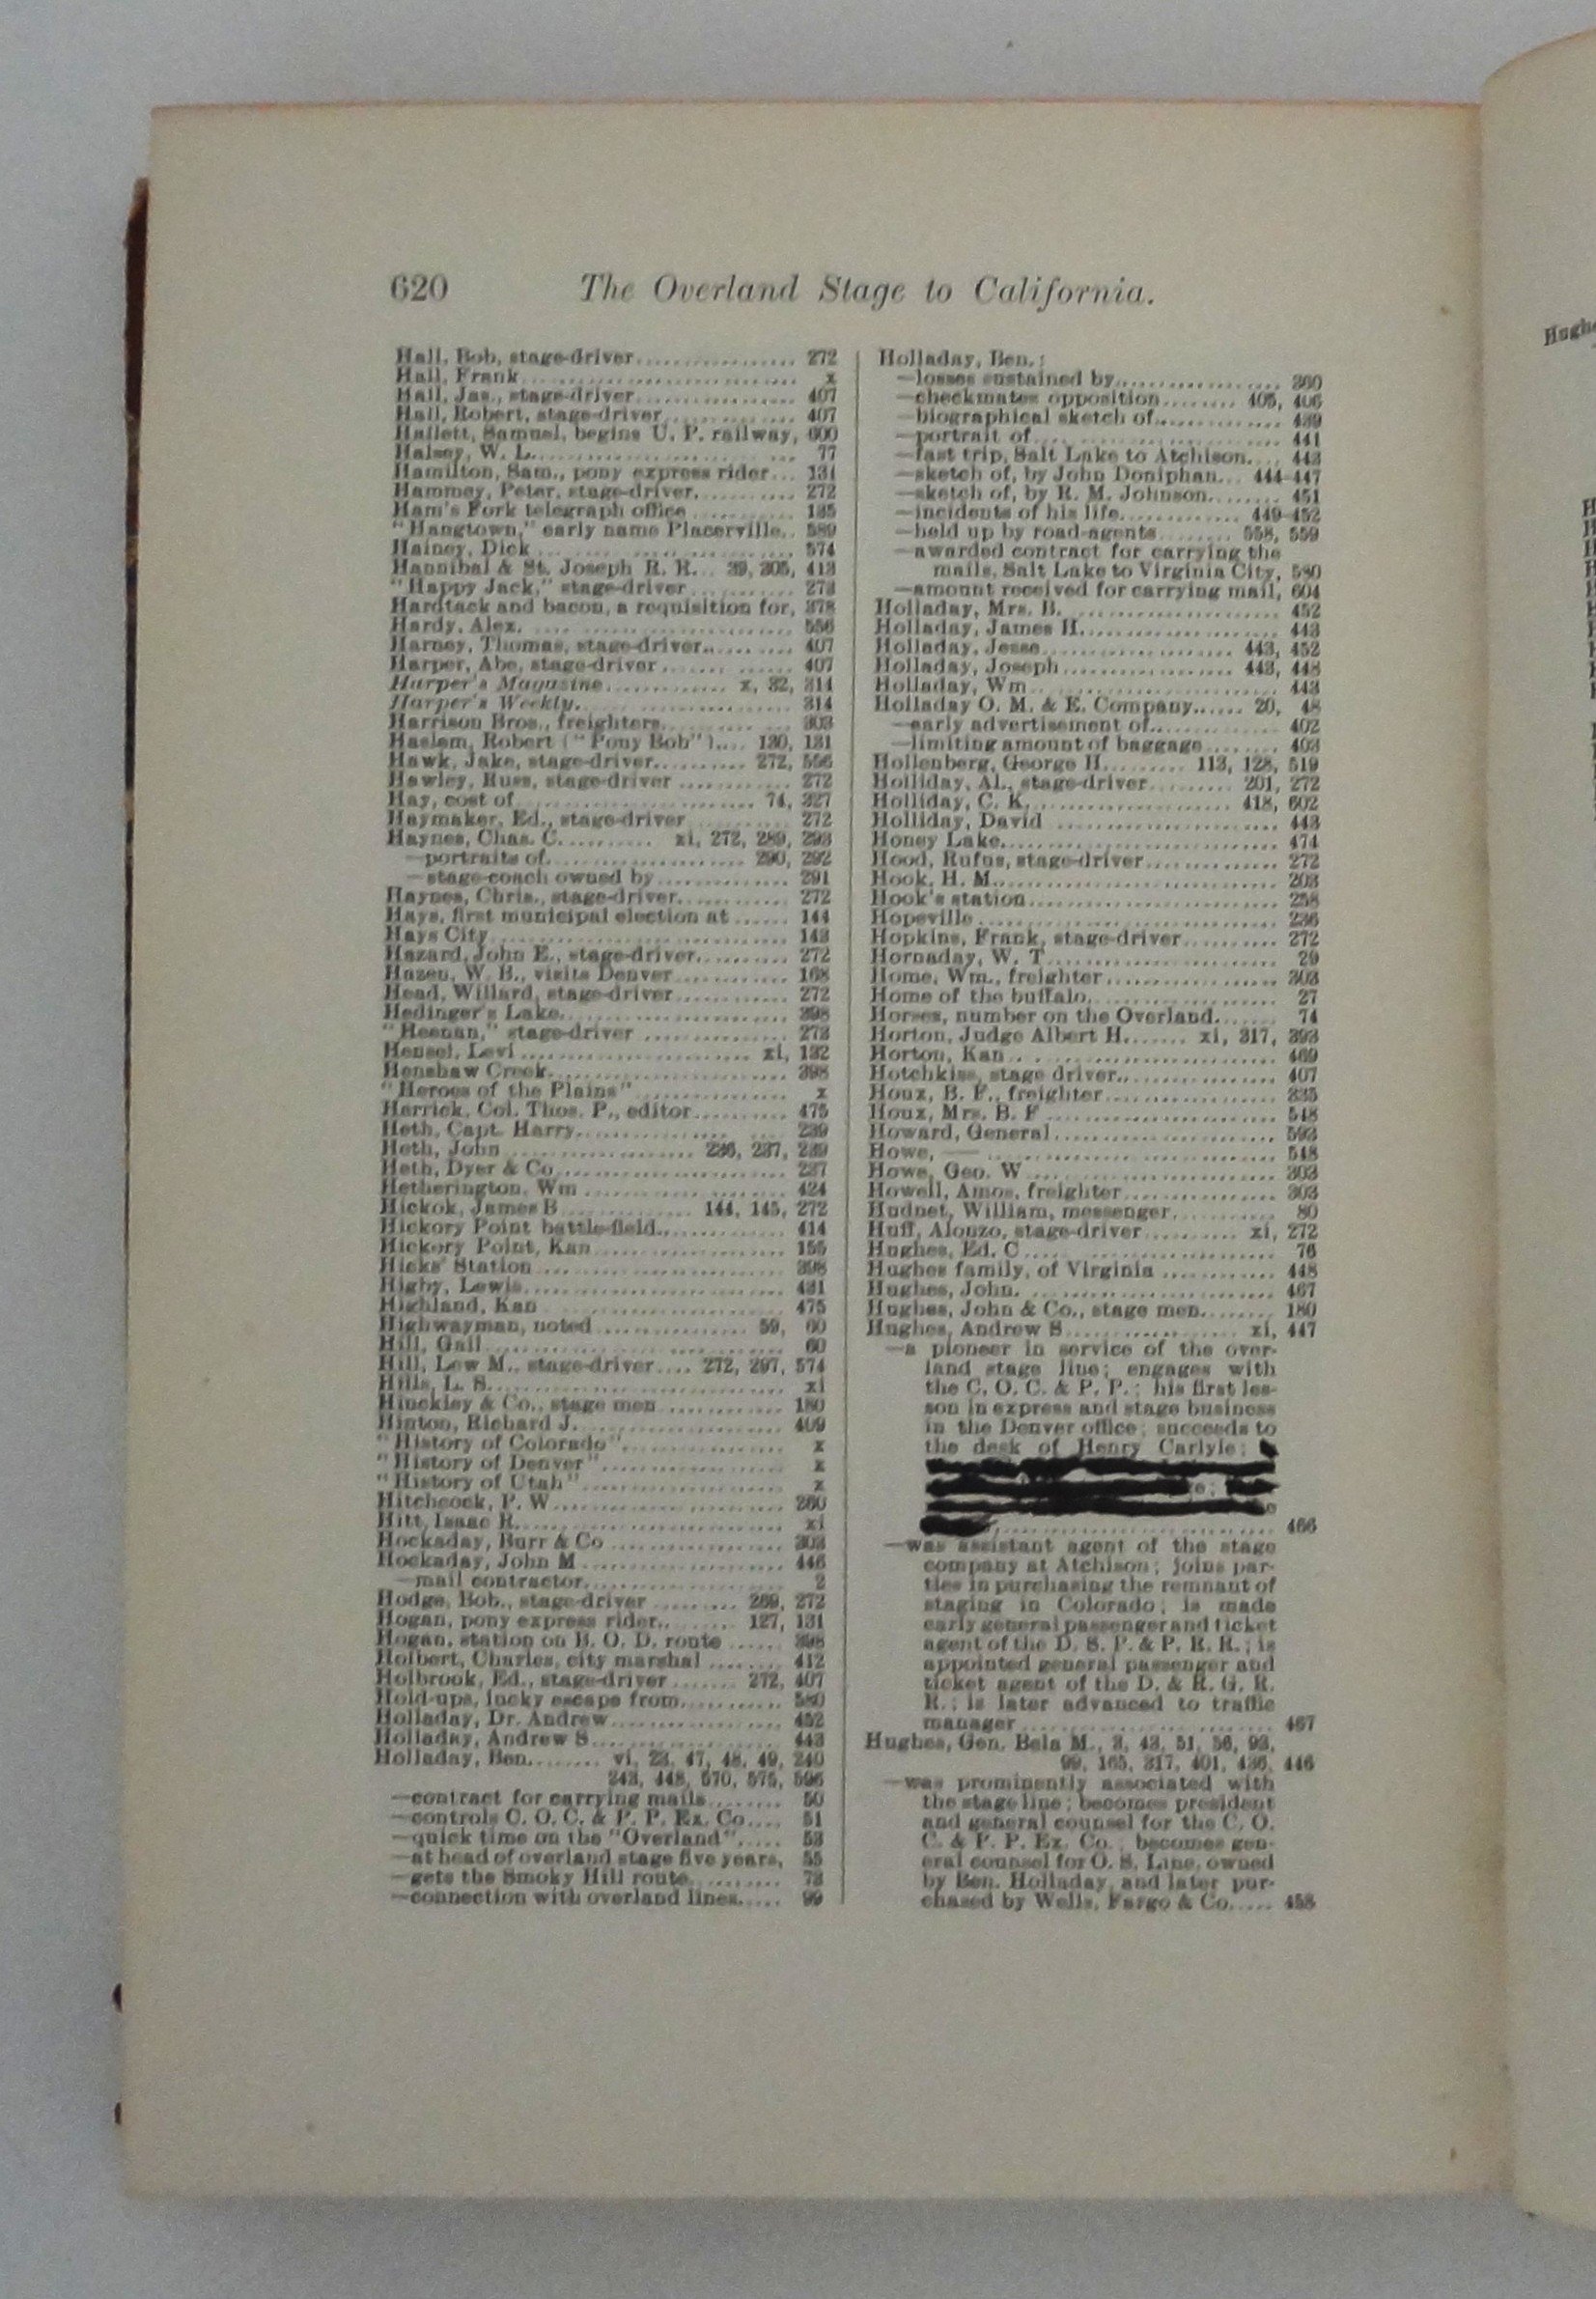 620 The Overland Stage to California.
Hall, Bob, stage-driver.................. 272
Hall, Frank............................... x
Hall, Jas., stage-driver.................. 407
Hall, Robert, stage-driver............... 407
Hallett, Samuel, begins U. P. railway, 600
Halsey, W. L............................. 77
Hamilton, Sam., pony express rider... 131
Hammey, Peter, stage-driver........... 272
Ham's Fork telegraph office ........... 135
"Hangtown," early name Placerville.. 589
Hainey, Dick ............................. 574
Hannibal & St. Joseph R. R... 39, 305, 413
"Happy Jack," stage-driver............ 273
Hardtack and bacon, a requisition for, 378
Hardy, Alex. ............................. 556
Harney, Thomas, stage-driver........... 407
Harper, Abe, stage-driver .............. 407
Harper's Magazine............. x, 32, 314
Harper's Weekly......................... 314
Harrison Bros., freighters.............. 303
Haslem, Robert ("Pony Bob").... 130, 131
Hawk, Jake, stage-driver.......... 272, 556
Hawley, Russ, stage-driver ............ 272
Hay, cost of.......................... 74, 327
Haymaker, Ed., stage-driver........... 272
Haynes, Chas. C.......... xi, 272, 289, 293
—portraits of...................... 290, 292
—stage-coach owned by............... 291
Haynes, Chris., stage-driver............ 272
Hays, first municipal election at ...... 144
Hays City............................... 143
Hazard, John E., stage-driver.......... 272
Hazen, W. B., visits Denver............ 168
Head, Willard, stage-driver............ 272
Hedinger's Lake......................... 398
"Heenan," stage-driver ................ 273
Hensel, Levi.......................... xi, 132
Henshaw Creek.......................... 398
"Heroes of the Plains" .................. x
Herrick, Col. Thos. P., editor.......... 475
Heth, Capt. Harry...................... 239
Heth, John .................... 236, 237, 239
Heth, Dyer & Co........................ 237
Hetherington, Wm ...................... 424
Hickok, James B.............. 144, 145, 272
Hickory Point battle-field............. 414
Hickory Point, Kan..................... 155
Hicks' Station .......................... 398
Higby, Lewis............................ 431
Highland, Kan .......................... 475
Highwayman, noted ............... 59, 60
Hill, Gail................................ 60
Hill, Lew M., stage-driver.... 272, 297, 574
Hills, L. S............................... xi
Hinckley & Co., stage men ............ 180
Hinton, Richard J....................... 409
"History of Colorado"................... x
"History of Denver"..................... x
"History of Utah"....................... x
Hitchcock, P. W......................... 260
Hitt, Isaac R............................. xi
Hockaday, Burr & Co ................... 303
Hockaday, John M ...................... 446
—mail contractor........................ 2
Hodge, Bob., stage-driver ......... 269, 272
Hogan, pony express rider........ 127, 131
Hogan, station on B. O. D. route ...... 398
Holbert, Charles, city marshal ........ 412
Holbrook, Ed., stage-driver ....... 272, 407
Hold-ups, lucky escape from........... 580
Holladay, Dr. Andrew................... 452
Holladay, Andrew S.................... 443
Holladay, Ben........ vi, 23, 47, 48, 49, 240
243, 448, 570, 575, 596
—contract for carrying mails........ 50
—controls C. O. C. & P. P. Ex. Co.... 51
—quick time on the "Overland"..... 53
—at head of overland stage five years, 55
—gets the Smoky Hill route.......... 73
—connection with overland lines..... 99
Holladay, Ben.:
—losses sustained by................... 360
—checkmates opposition........ 405, 406
—biographical sketch of............... 439
—portrait of........................... 441
—fast trip, Salt Lake to Atchison.... 443
—sketch of, by John Doniphan... 444-447
—sketch of, by R. M. Johnson........ 451
—incidents of his life............. 449-452
—held up by road-agents......... 558, 559
—awarded contract for carrying the
mails, Salt Lake to Virginia City, 580
—amount received for carrying mail, 604
Holladay, Mrs. B. ...................... 452
Holladay, James H...................... 443
Holladay, Jesse..................... 443, 452
Holladay, Joseph.................. 443, 448
Holladay, Wm........................... 443
Holladay O. M. & E. Company...... 20, 48
—early advertisement of.............. 402
—limiting amount of baggage........ 403
Hollenberg, George H......... 113, 128, 519
Holliday, Al., stage-driver......... 201, 272
Holliday, C. K..................... 418, 602
Holliday, David ........................ 443
Honey Lake.............................. 474
Hood, Rufus, stage-driver.............. 272
Hook, H. M............................. 203
Hook's station........................... 258
Hopeville................................ 236
Hopkins, Frank, stage-driver.......... 272
Hornaday, W. T......................... 29
Home, Wm., freighter.................. 303
Home of the buffalo..................... 27
Horses, number on the Overland....... 74
Horton, Judge Albert H....... xi, 317, 393
Horton, Kan.. .......................... 469
Hotchkiss, stage driver................. 407
Houx, B. F., freighter................... 335
Houx, Mrs. B. F ........................ 548
Howard, General........................ 593
Howe, —— ............................. 548
Howe, Geo. W .......................... 303
Howell, Amos, freighter................ 303
Hudnet, William, messenger........... 80
Huff, Alonzo, stage-driver.......... xi, 272
Hughes, Ed. C........................... 76
Hughes family, of Virginia ............ 448
Hughes, John. .......................... 467
Hughes, John & Co., stage men........ 180
Hughes, Andrew S.................. xi, 447
—a pioneer in service of the over-
land stage line; engages with
the C. O. C. & P. P.; his first les-
son in express and stage business
in the Denver office; succeeds to
the desk of Henry Carlyle;
........................ 466
—was assistant agent of the stage
company at Atchison; joins par-
ties in purchasing the remnant of
staging in Colorado; is made
early general passenger and ticket
agent of the D. S. P. & P. R. R.; is
appointed general passenger and
ticket agent of the D. & R. G. R.
R.; is later advanced to traffic
manager ........................ 467
Hughes, Gen. Bela M., 3, 43, 51, 56, 93,
99, 165, 317, 401, 436, 446
—was prominently associated with
the stage line; becomes president
and general counsel for the C. O.
C. & P. P. Ex. Co.; becomes gen-
eral counsel for O. S. Line, owned
by Ben. Holladay, and later pur-
chased by Wells, Fargo & Co..... 458